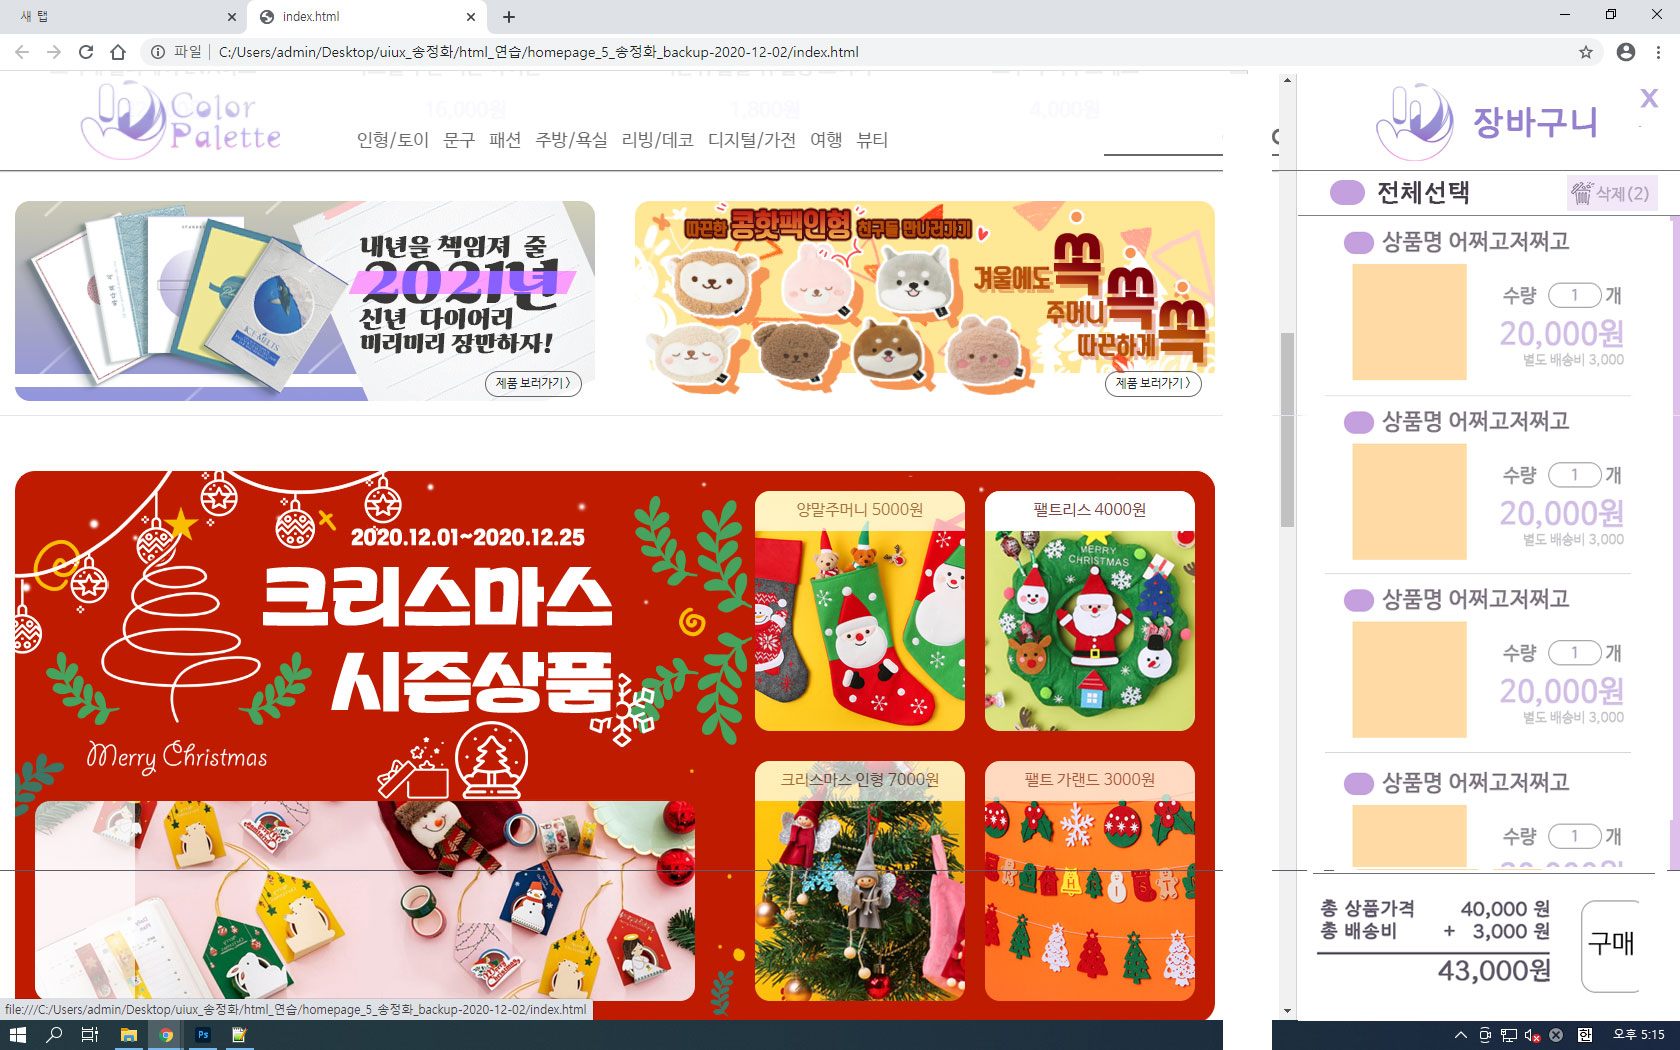 새 탭
index.html
파일 C:/Users/admin/Desktop/uiux_송정화/html_연습/homepage_5_송정화_backup-2020-12-02/index.html
16,000원 1,800원 4,000원
Color
Palette
인형/토이 문구 패션 주방/욕실 리빙/데코 디지털/가전 여행 뷰티
내년을 책임져 줄
2021년
신년 다이어리
미리미리 장만하자!
제품 보러가기 >
따끈한 콩핫팩인형 친구들 만나러가기
겨울에도 꼭
주머니 꼭
따끈하게 꼭
제품 보러가기 >
2020.12.01~2020.12.25
크리스마스
시즌상품
Merry Christmas
양말주머니 5000원
팰트리스 4000원
MERRY
CHRISTMAS
크리스마스 인형 7000원
팰트 가랜드 3000원
장바구니
X
전체선택
삭제(2)
상품명 어쩌고저쩌고
수량 1 개
20,000원
별도 배송비 3,000
상품명 어쩌고저쩌고
수량 1 개
20,000원
별도 배송비 3,000
상품명 어쩌고저쩌고
수량 1 개
20,000원
별도 배송비 3,000
상품명 어쩌고저쩌고
수량 1 개
20,000원
총 상품가격 40,000 원
총 배송비 + 3,000 원
43,000원
구매
file:///C:/Users/admin/Desktop/uiux_송정화/html_연습/homepage_5_송정화_backup-2020-12-02/index.html
Ps
한
오후 5:15